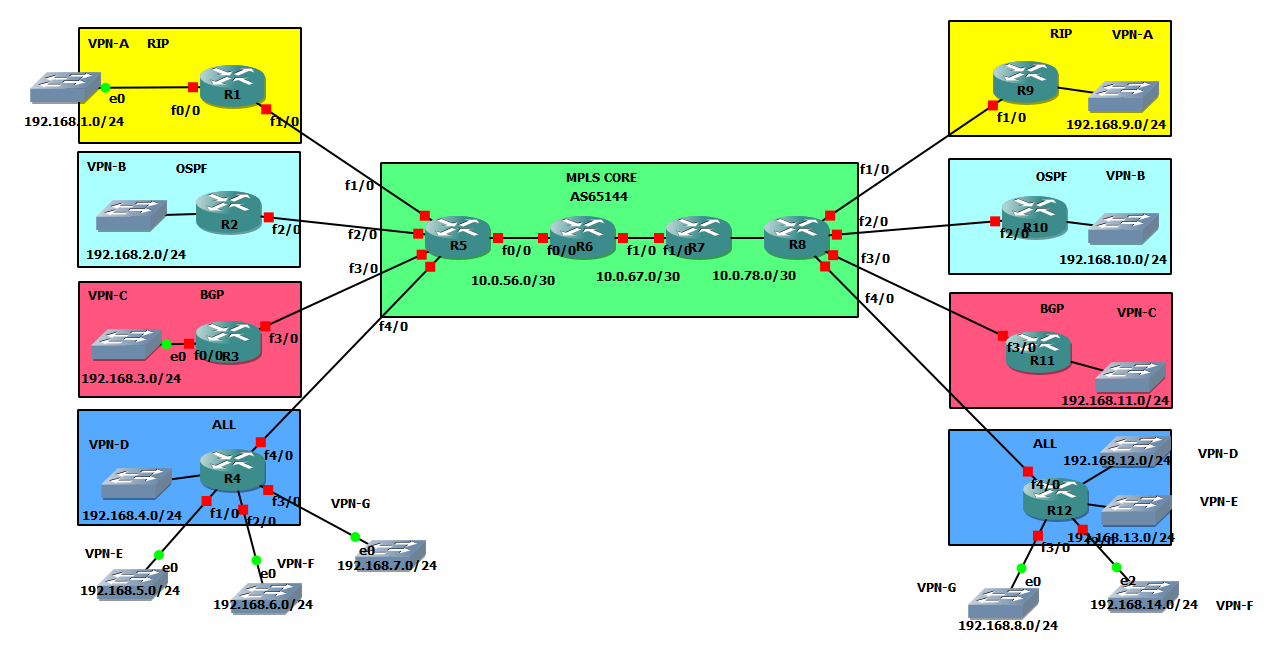 VPN-A RIP
R1
e0
f0/0
f1/0
192.168.1.0/24
VPN-B OSPF
R2
f2/0
192.168.2.0/24
VPN-C BGP
R3
e0
f0/0
f3/0
192.168.3.0/24
ALL
VPN-D
R4
f4/0
192.168.4.0/24
f1/0
f2/0
f3/0
VPN-E
e0
192.168.5.0/24
VPN-F
e0
192.168.6.0/24
VPN-G
e0
192.168.7.0/24
MPLS CORE
AS65144
f1/0
f2/0
f3/0
f4/0
R5
f0/0
f0/0
R6
f1/0
f1/0
R7
R8
10.0.56.0/30
10.0.67.0/30
10.0.78.0/30
f1/0
f2/0
f3/0
f4/0
RIP VPN-A
R9
f1/0
192.168.9.0/24
OSPF VPN-B
R10
f2/0
192.168.10.0/24
BGP VPN-C
f3/0
R11
192.168.11.0/24
ALL
192.168.12.0/24
VPN-D
f4/0
R12
VPN-E
192.168.13.0/24
f3/0
VPN-G
e0
192.168.8.0/24
e2
192.168.14.0/24
VPN-F